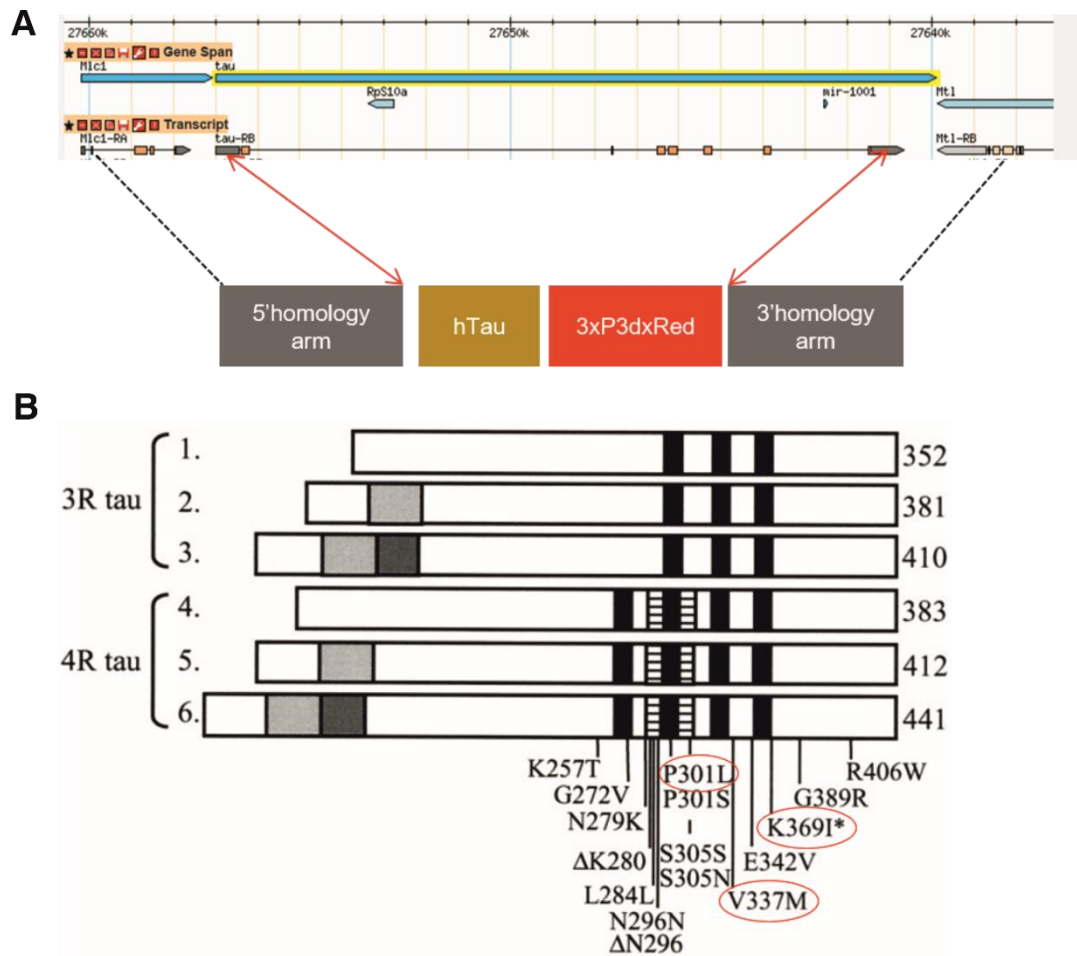 A
27660k 27650k 27640k
Gene Span
Mlc1 tau
RpS10a mir-1001 Mtl
Transcript
Mlc1-RA tau-RB Mtl-RB
5'homology arm
hTau
3xP3dxRed
3'homology arm
B
3R tau
1. 352
2. 381
3. 410
4R tau
4. 383
5. 412
6. 441
K257T P301L R406W
G272V P301S G389R
N279K K369I*
ΔK280 S305S E342V
S305N
L284L V337M
N296N
ΔN296